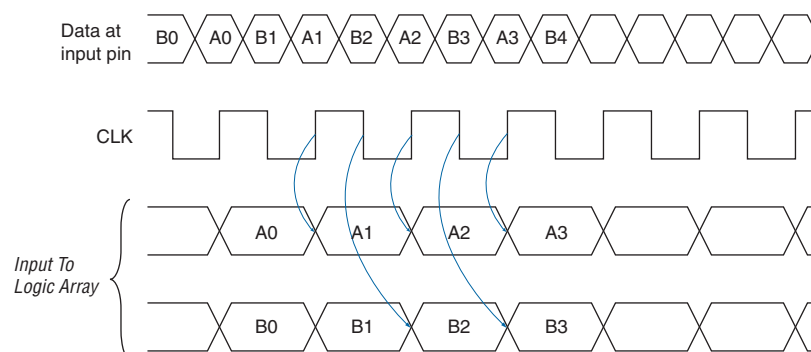 Data at
input pin
B0 A0 B1 A1 B2 A2 B3 A3 B4
CLK
Input To
Logic Array
A0 A1 A2 A3
B0 B1 B2 B3